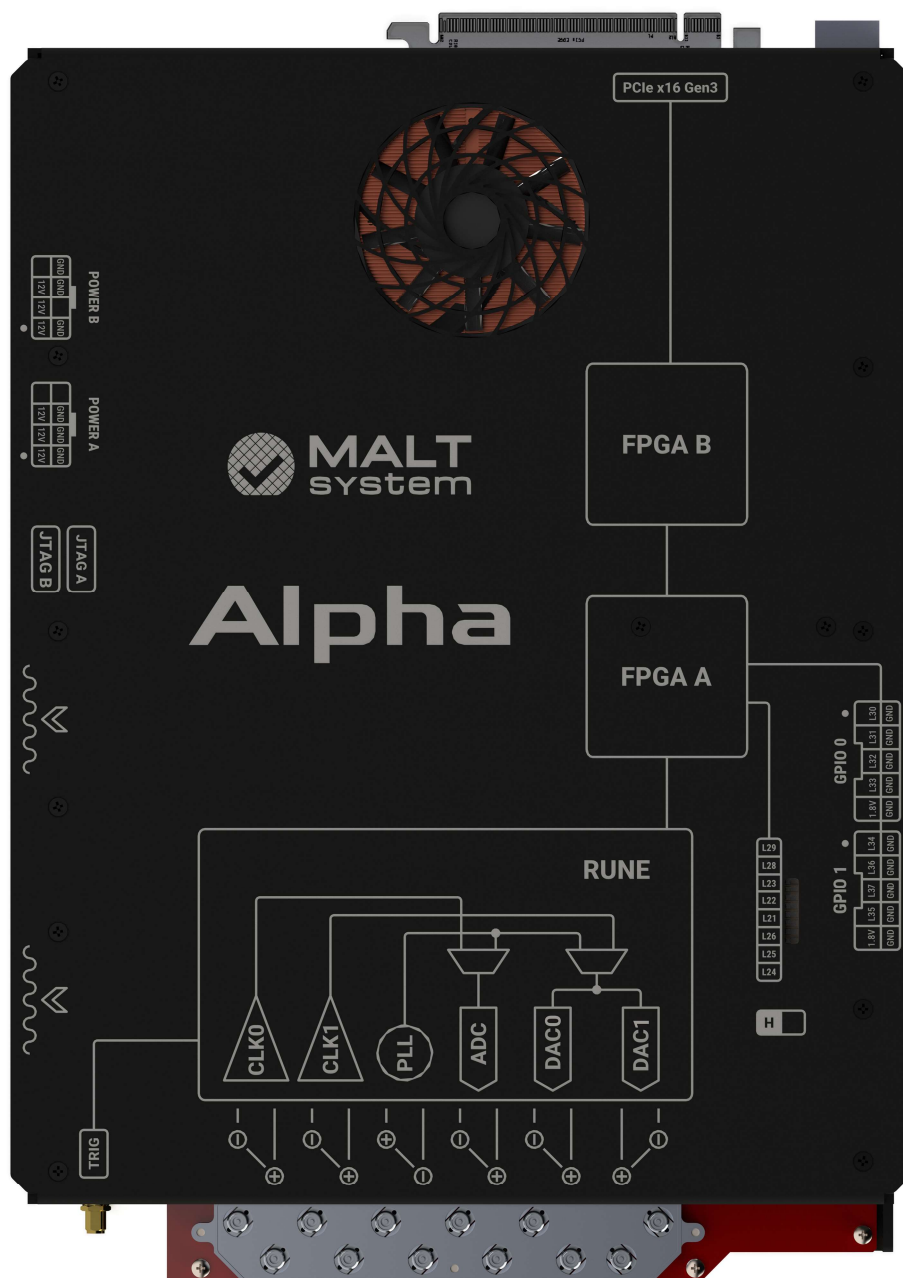 PCIe x16 Gen3
POWER B
GND
GND
GND
12V
12V
12V
POWER A
GND
GND
GND
12V
12V
12V
MALT
system
FPGA B
JTAG B
JTAG A
Alpha
FPGA A
GPIO 0
L30 GND
L31 GND
L32 GND
L33 GND
1.8V GND
GPIO 1
L34 GND
L36 GND
L37 GND
L35 GND
1.8V GND
L29
L28
L23
L22
L21
L26
L25
L24
H
RUNE
CLK0
CLK1
PLL
ADC
DAC0
DAC1
TRIG